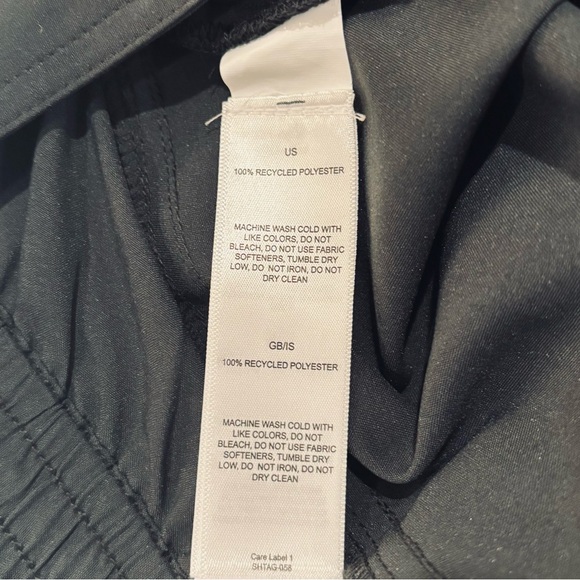 US
100% RECYCLED POLYESTER
MACHINE WASH COLD WITH
LIKE COLORS, DO NOT
BLEACH, DO NOT USE FABRIC
SOFTENERS, TUMBLE DRY
LOW, DO NOT IRON, DO NOT
DRY CLEAN
GB/IS
100% RECYCLED POLYESTER
MACHINE WASH COLD WITH
LIKE COLORS, DO NOT
BLEACH, DO NOT USE FABRIC
SOFTENERS, TUMBLE DRY
LOW, DO NOT IRON, DO NOT
DRY CLEAN
Care Label 1
SHTAG-058